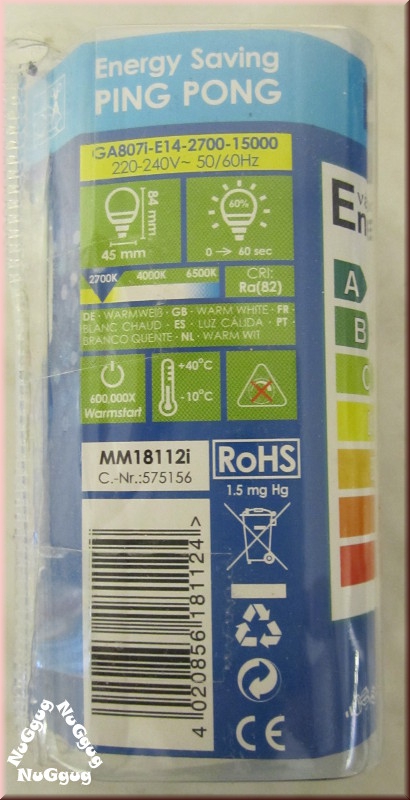 Energy Saving
PING PONG
GA807i-E14-2700-15000
220-240V~ 50/60Hz
84 mm
45 mm
60%
0 → 60 sec
2700K 4000K 6500K
CRI:
Ra(82)
DE · WARMWEIß · GB · WARM WHITE · FR
BLANC CHAUD · ES · LUZ CÁLIDA · PT
BRANCO QUENTE · NL · WARM WIT
600.000X
Warmstart
+40°C
-10°C
MM18112i
C.-Nr.:575156
RoHS
1.5 mg Hg
4 020856 181124 >
CE
A
B
NuGgug
NuGgug
NuGgug